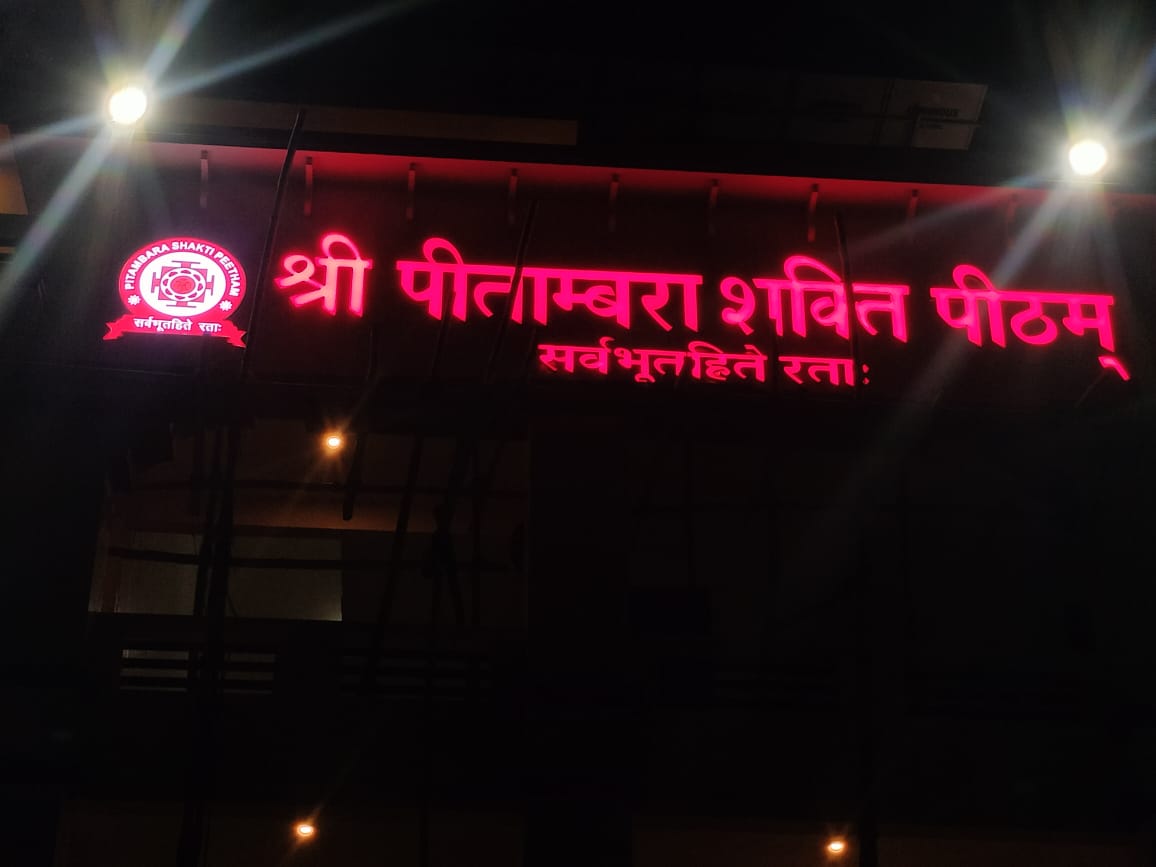 PITAMBARA SHAKTI PEETHAM
सर्वभूतहिते रताः
श्री पीताम्बरा शक्ति पीठम्
सर्वभूतहिते रताः